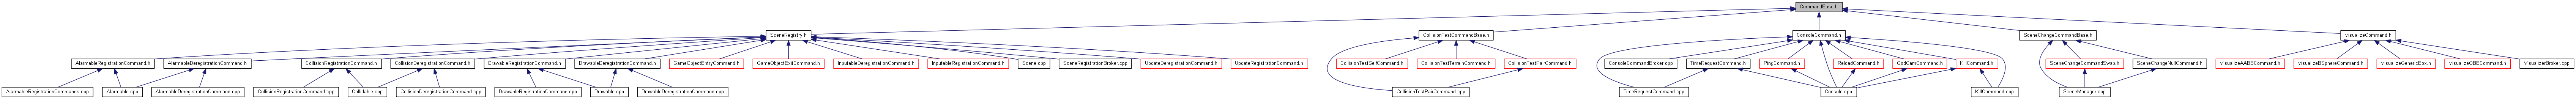 CommandBase.h
SceneRegistry.h
CollisionTestCommandBase.h
ConsoleCommand.h
SceneChangeCommandBase.h
VisualizeCommand.h
AlarmableRegistrationCommand.h
AlarmableDeregistrationCommand.h
CollisionRegistrationCommand.h
CollisionDeregistrationCommand.h
DrawableRegistrationCommand.h
DrawableDeregistrationCommand.h
GameObjectEntryCommand.h
GameObjectExitCommand.h
InputableDeregistrationCommand.h
InputableRegistrationCommand.h
Scene.cpp
SceneRegistrationBroker.cpp
UpdateDeregistrationCommand.h
UpdateRegistrationCommand.h
CollisionTestSelfCommand.h
CollisionTestTerrainCommand.h
CollisionTestPairCommand.h
ConsoleCommandBroker.cpp
TimeRequestCommand.h
PingCommand.h
ReloadCommand.h
GodCamCommand.h
KillCommand.h
SceneChangeCommandSwap.h
SceneChangeNullCommand.h
VisualizeAABBCommand.h
VisualizeBSphereCommand.h
VisualizeGenericBox.h
VisualizeOBBCommand.h
VisualizerBroker.cpp
AlarmableRegistrationCommands.cpp
Alarmable.cpp
AlarmableDeregistrationCommand.cpp
CollisionRegistrationCommand.cpp
Collidable.cpp
CollisionDeregistrationCommand.cpp
DrawableRegistrationCommand.cpp
Drawable.cpp
DrawableDeregistrationCommand.cpp
CollisionTestPairCommand.cpp
TimeRequestCommand.cpp
Console.cpp
KillCommand.cpp
SceneManager.cpp